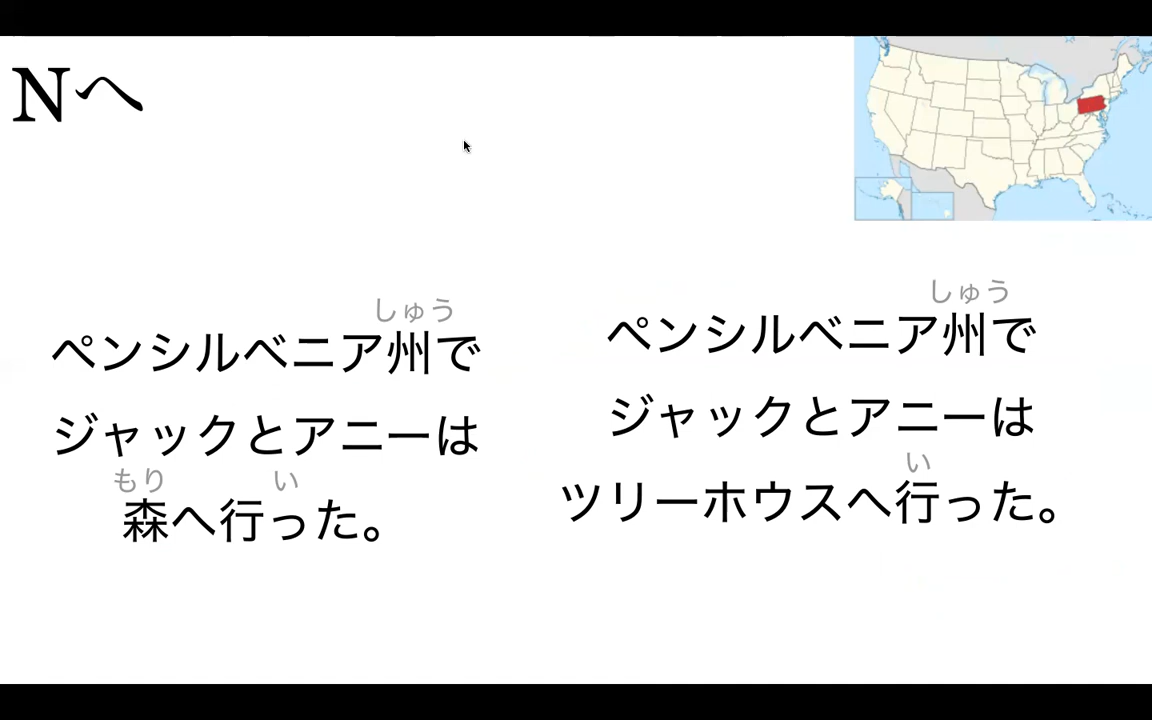 Nへ
しゅう
ペンシルベニア州で
ジャックとアニーは
もり い
森へ行った。
しゅう
ペンシルベニア州で
ジャックとアニーは
い
ツリーホウスへ行った。